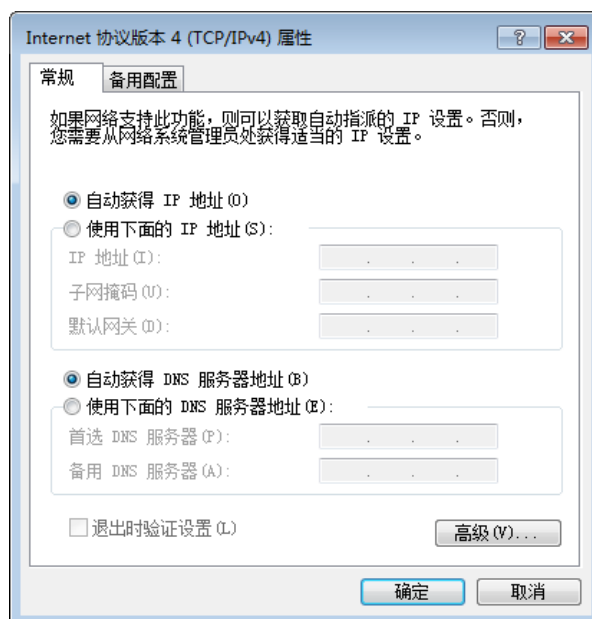 Internet 协议版本 4 (TCP/IPv4) 属性
常规
备用配置
如果网络支持此功能，则可以获取自动指派的 IP 设置。否则，
您需要从网络系统管理员处获得适当的 IP 设置。
自动获得 IP 地址(O)
使用下面的 IP 地址(S):
IP 地址(I):
子网掩码(U):
默认网关(D):
自动获得 DNS 服务器地址(B)
使用下面的 DNS 服务器地址(E):
首选 DNS 服务器(P):
备用 DNS 服务器(A):
退出时验证设置(L)
高级(V)...
确定
取消